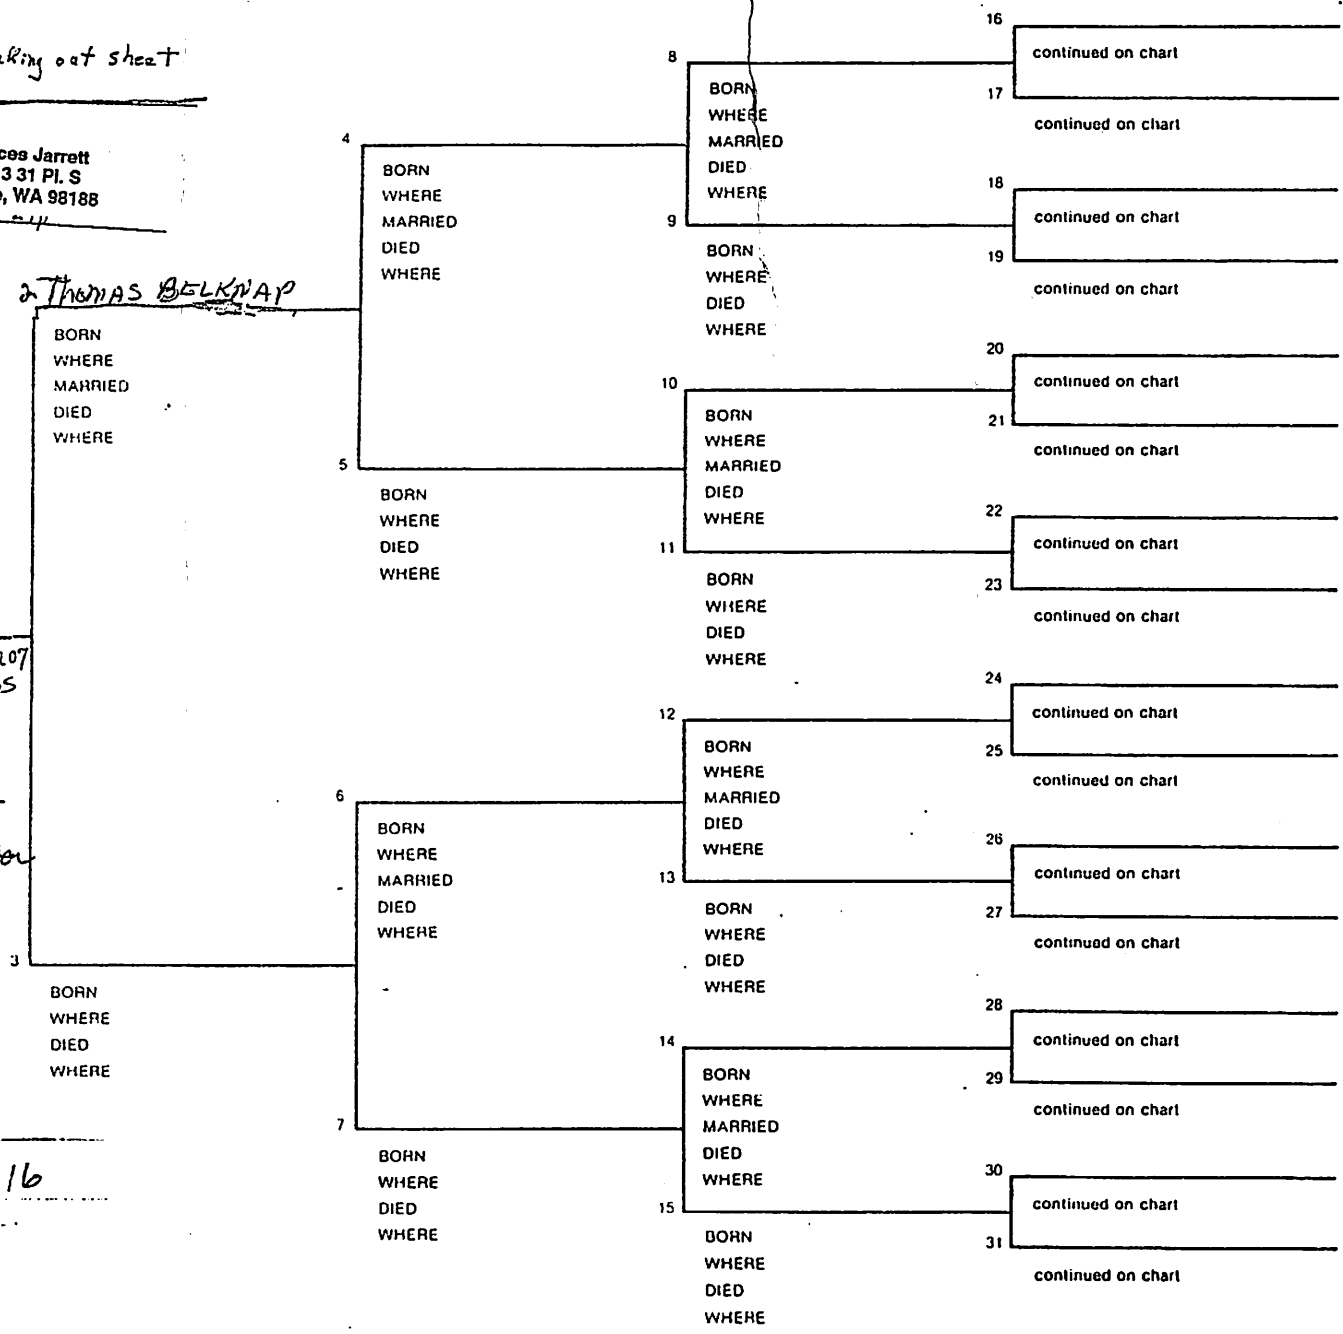 out sheet
Jarrett
3 31 Pl. S
, WA 98188
2 THOMAS BELKNAP
BORN
WHERE
MARRIED
DIED
WHERE
207
3
BORN
WHERE
DIED
WHERE
16
4
BORN
WHERE
MARRIED
DIED
WHERE
5
BORN
WHERE
DIED
WHERE
6
BORN
WHERE
MARRIED
DIED
WHERE
7
BORN
WHERE
DIED
WHERE
8
BORN
WHERE
MARRIED
DIED
WHERE
9
BORN
WHERE
DIED
WHERE
10
BORN
WHERE
MARRIED
DIED
WHERE
11
BORN
WHERE
DIED
WHERE
12
BORN
WHERE
MARRIED
DIED
WHERE
13
BORN
WHERE
DIED
WHERE
14
BORN
WHERE
MARRIED
DIED
WHERE
15
BORN
WHERE
DIED
WHERE
16
continued on chart
17
continued on chart
18
continued on chart
19
continued on chart
20
continued on chart
21
continued on chart
22
continued on chart
23
continued on chart
24
continued on chart
25
continued on chart
26
continued on chart
27
continued on chart
28
continued on chart
29
continued on chart
30
continued on chart
31
continued on chart